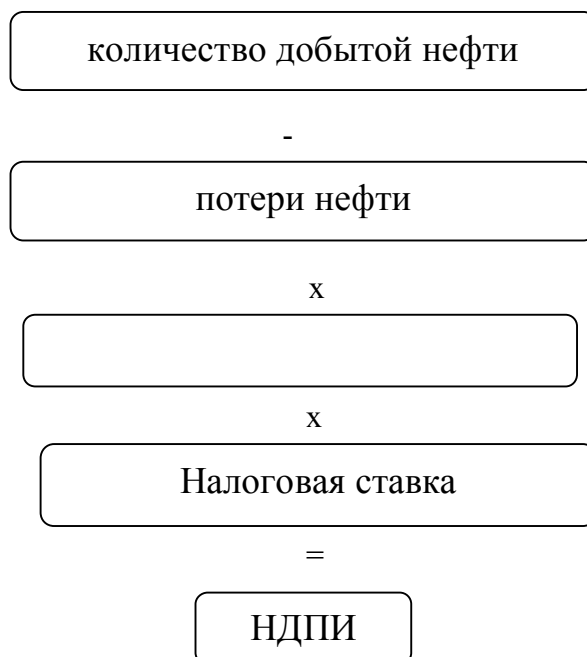 количество добытой нефти
-
потери нефти
х
х
Налоговая ставка
=
НДПИ